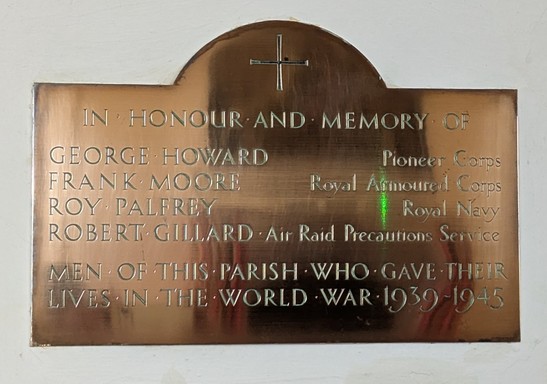 IN · HONOUR · AND · MEMORY · OF
GEORGE · HOWARD Pioneer Corps
FRANK · MOORE Royal Armoured Corps
ROY · PALFREY Royal Navy
ROBERT · GILLARD · Air Raid Precautions Service
MEN · OF · THIS · PARISH · WHO · GAVE · THEIR
LIVES · IN · THE · WORLD · WAR · 1939-1945